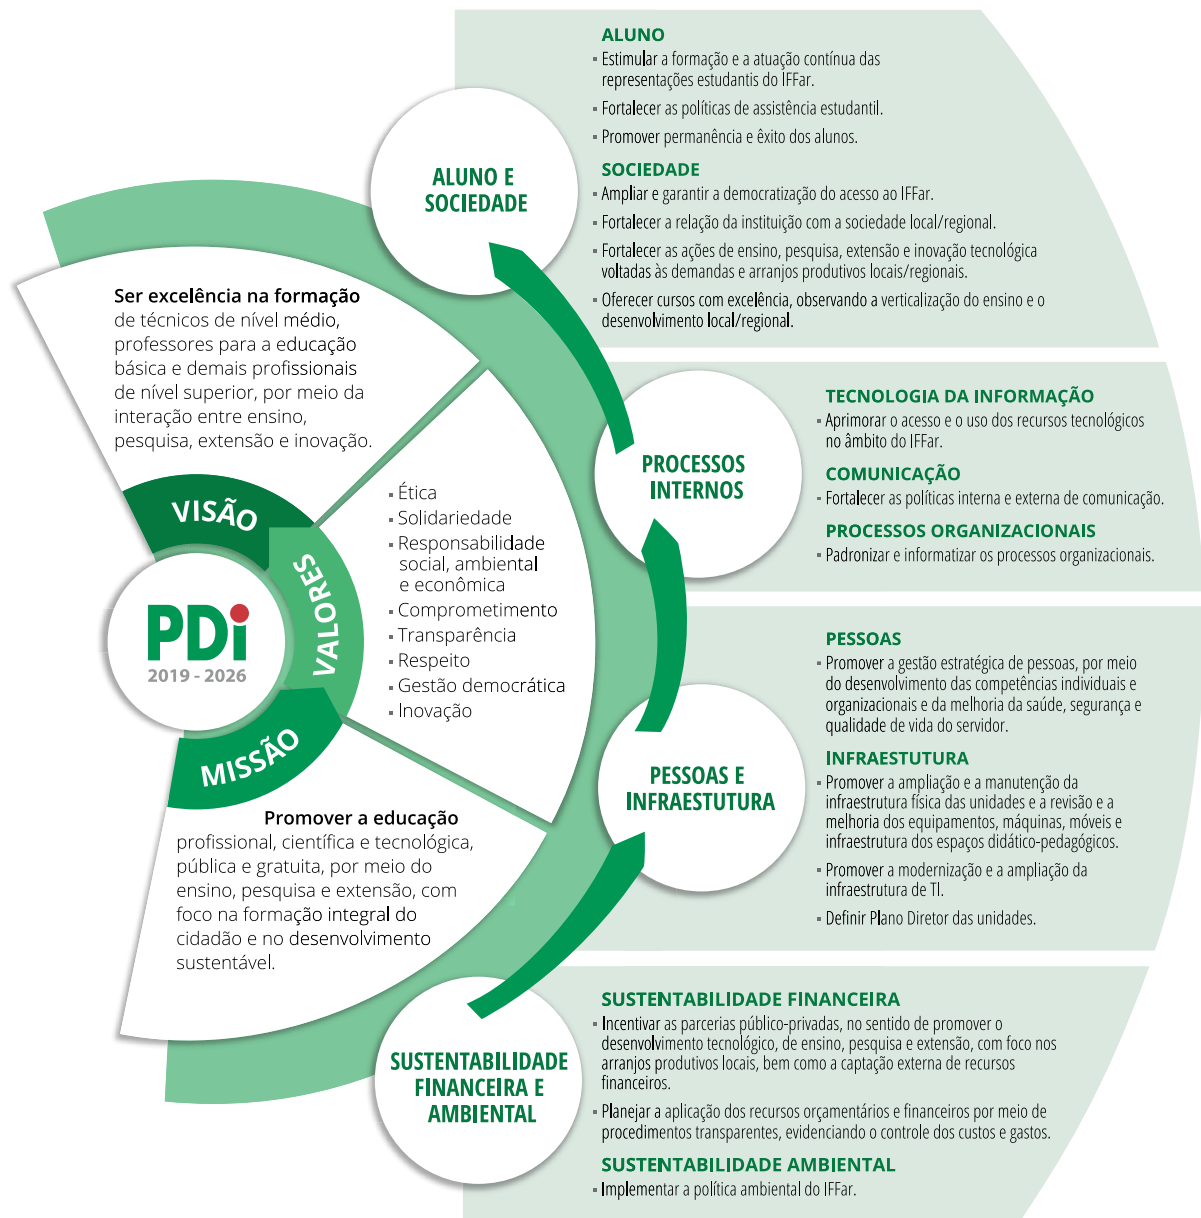 ALUNO
▪ Estimular a formação e a atuação contínua das
representações estudantis do IFFar.
▪ Fortalecer as políticas de assistência estudantil.
▪ Promover permanência e êxito dos alunos.
SOCIEDADE
▪ Ampliar e garantir a democratização do acesso ao IFFar.
▪ Fortalecer a relação da instituição com a sociedade local/regional.
▪ Fortalecer as ações de ensino, pesquisa, extensão e inovação tecnológica
voltadas às demandas e arranjos produtivos locais/regionais.
▪ Oferecer cursos com excelência, observando a verticalização do ensino e o
desenvolvimento local/regional.
ALUNO E
SOCIEDADE
Ser excelência na formação
de técnicos de nível médio,
professores para a educação
básica e demais profissionais
de nível superior, por meio da
interação entre ensino,
pesquisa, extensão e inovação.
VISÃO
VALORES
MISSÃO
PDi
2019 - 2026
▪ Ética
▪ Solidariedade
▪ Responsabilidade
social, ambiental
e econômica
▪ Comprometimento
▪ Transparência
▪ Respeito
▪ Gestão democrática
▪ Inovação
Promover a educação
profissional, científica e tecnológica,
pública e gratuita, por meio do
ensino, pesquisa e extensão, com
foco na formação integral do
cidadão e no desenvolvimento
sustentável.
PROCESSOS
INTERNOS
TECNOLOGIA DA INFORMAÇÃO
▪ Aprimorar o acesso e o uso dos recursos tecnológicos
no âmbito do IFFar.
COMUNICAÇÃO
▪ Fortalecer as políticas interna e externa de comunicação.
PROCESSOS ORGANIZACIONAIS
▪ Padronizar e informatizar os processos organizacionais.
PESSOAS E
INFRAESTUTURA
PESSOAS
▪ Promover a gestão estratégica de pessoas, por meio
do desenvolvimento das competências individuais e
organizacionais e da melhoria da saúde, segurança e
qualidade de vida do servidor.
INFRAESTUTURA
▪ Promover a ampliação e a manutenção da
infraestrutura física das unidades e a revisão e a
melhoria dos equipamentos, máquinas, móveis e
infraestrutura dos espaços didático-pedagógicos.
▪ Promover a modernização e a ampliação da
infraestrutura de TI.
▪ Definir Plano Diretor das unidades.
SUSTENTABILIDADE
FINANCEIRA E
AMBIENTAL
SUSTENTABILIDADE FINANCEIRA
▪ Incentivar as parcerias público-privadas, no sentido de promover o
desenvolvimento tecnológico, de ensino, pesquisa e extensão, com foco nos
arranjos produtivos locais, bem como a captação externa de recursos
financeiros.
▪ Planejar a aplicação dos recursos orçamentários e financeiros por meio de
procedimentos transparentes, evidenciando o controle dos custos e gastos.
SUSTENTABILIDADE AMBIENTAL
▪ Implementar a política ambiental do IFFar.